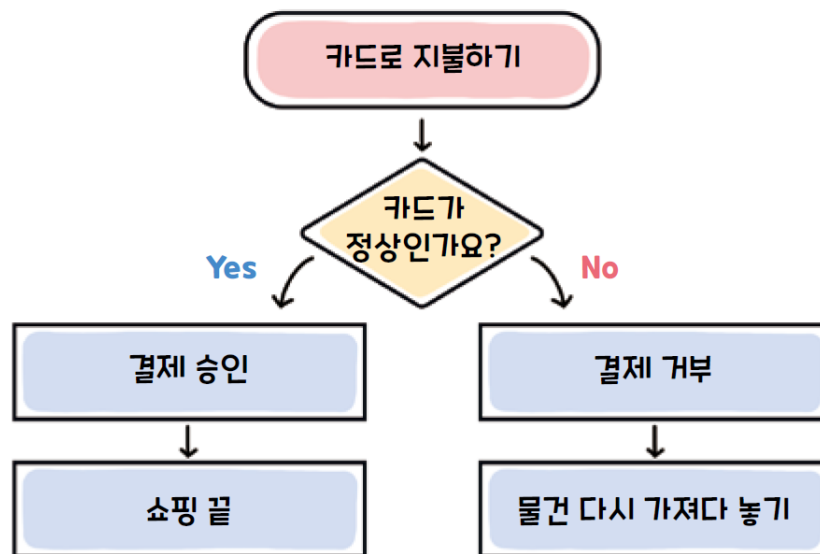 카드로 지불하기
카드가
정상인가요?
Yes
No
결제 승인
결제 거부
쇼핑 끝
물건 다시 가져다 놓기